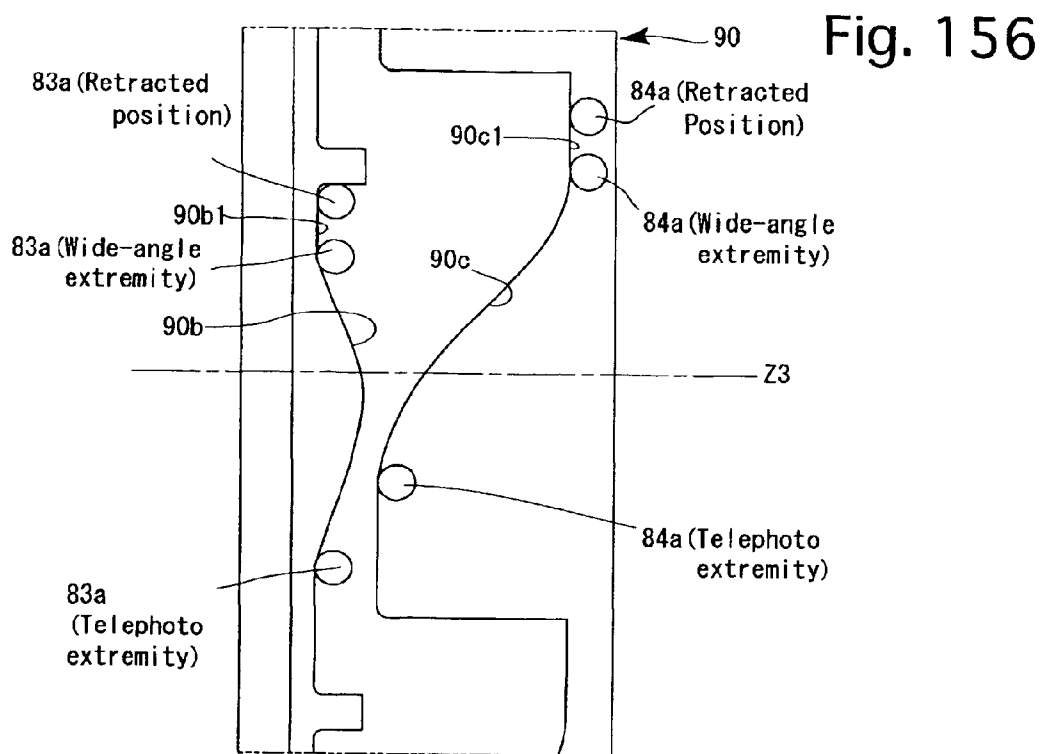 90
Fig. 156
83a(Retracted
position)
84a(Retracted
Position)
90c1
90b1
83a(Wide-angle
extremity)
84a(Wide-angle
extremity)
90c
90b
Z3
84a(Telephoto
extremity)
83a
(Telephoto
extremity)